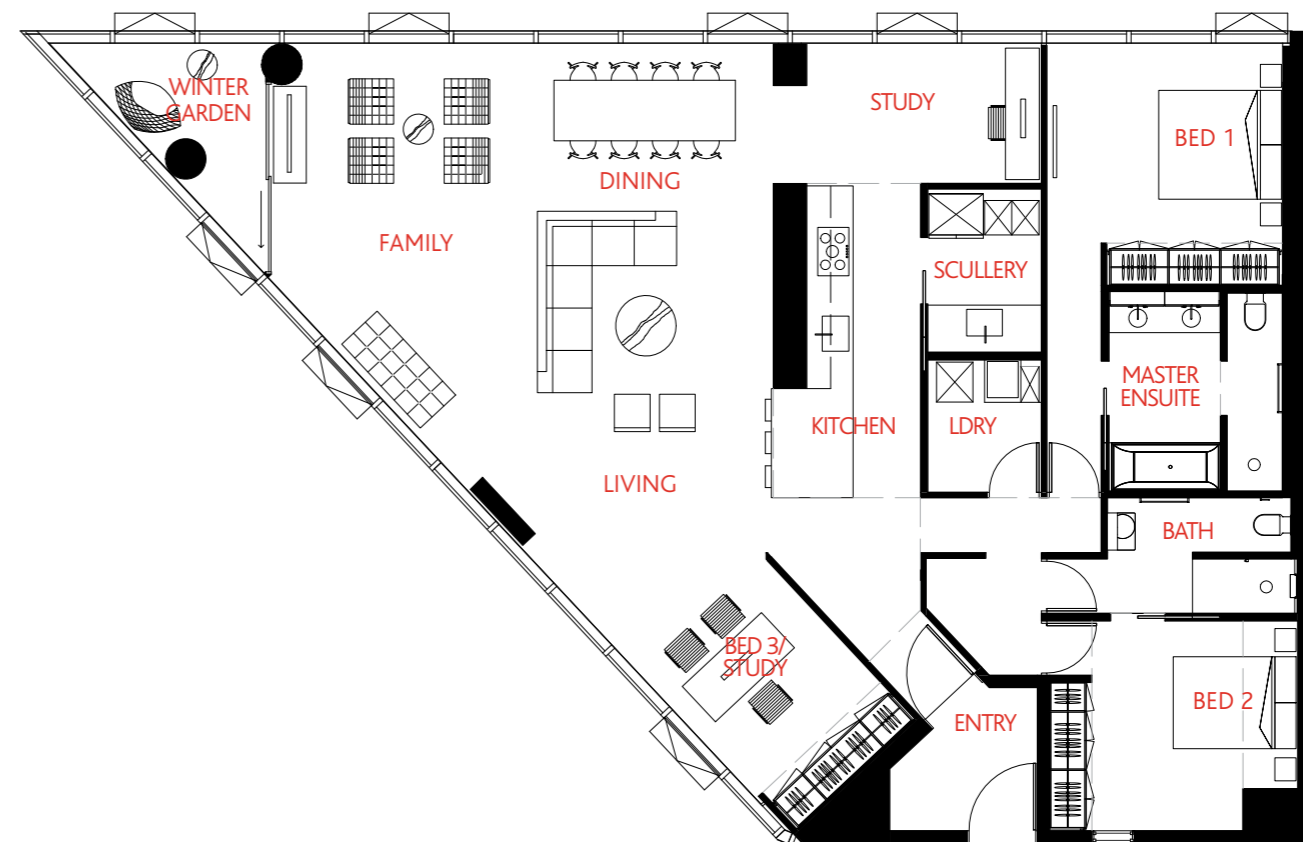 WINTER
GARDEN
STUDY
BED 1
DINING
FAMILY
SCULLERY
MASTER
ENSUITE
KITCHEN
LDRY
LIVING
BATH
BED 3/
STUDY
BED 2
ENTRY